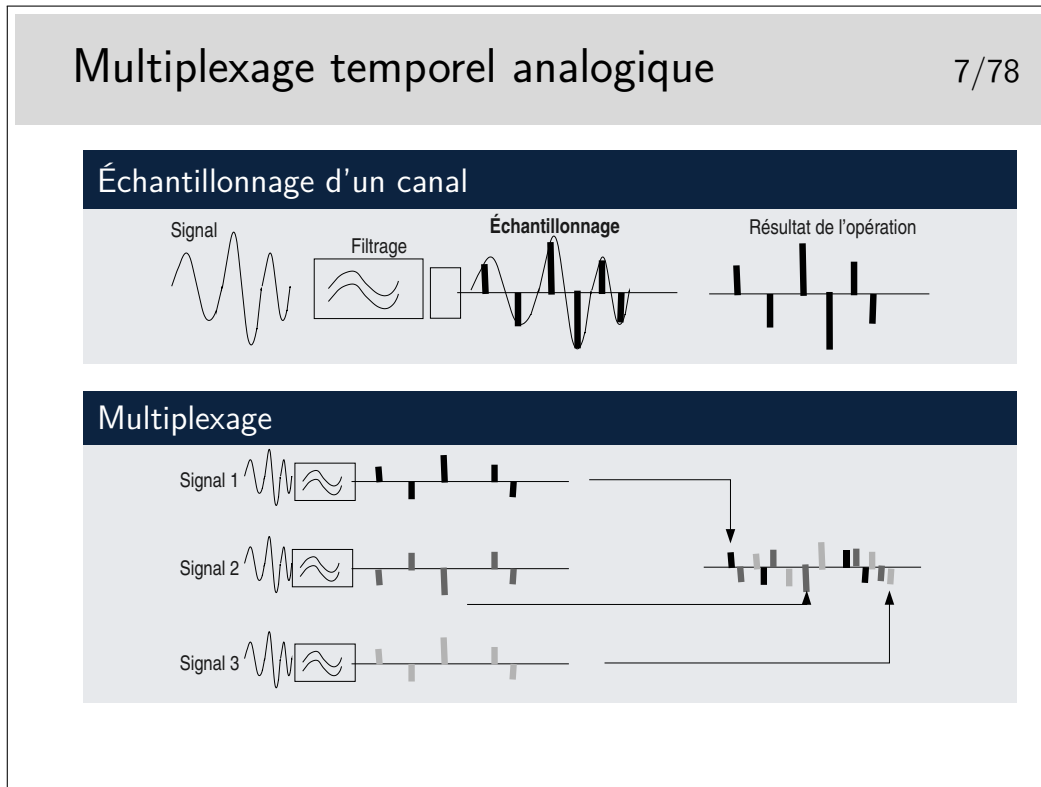 Multiplexage temporel analogique 7/78
Échantillonnage d'un canal
Signal
Filtrage
Échantillonnage
Résultat de l'opération
Multiplexage
Signal 1
Signal 2
Signal 3